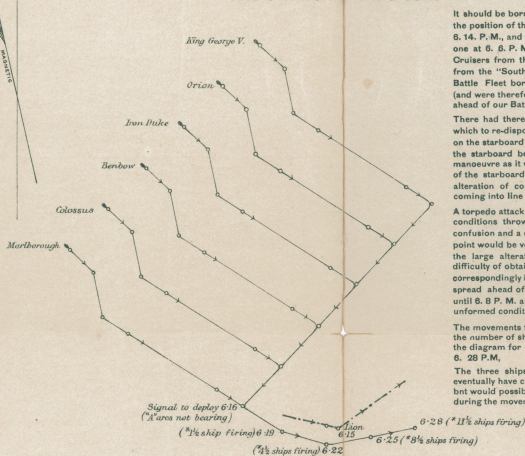 MAGNETIC
King George V.
Orion
Iron Duke
Benbow
Colossus
Marlborough
Signal to deploy 6·16
("A" arcs not bearing)
(*1½ ship firing) 6·19
(*4½ ships firing) 6·22
Lion
6·15
6·25 (*8½ ships firing)
6·28 (*11½ ships firing)
It should be bor
the position of th
6. 14. P.M., and
one at 6. 6. P. M
Cruisers from th
from the "South
Battle Fleet bor
(and were theref
ahead of our Bat
There had there
which to re-dispo
on the starboard
the starboard be
manoeuvre as it w
of the starboard
alteration of co
coming into line
A torpedo attack
conditions throw
confusion and a c
point would be ve
the large altera
difficulty of obtai
correspondingly i
spread ahead of
until 6. 8 P. M. a
unformed condit
The movements
the number of sh
the diagram for
6. 28 P.M,
The three ships
eventually have c
bnt would possib
during the move